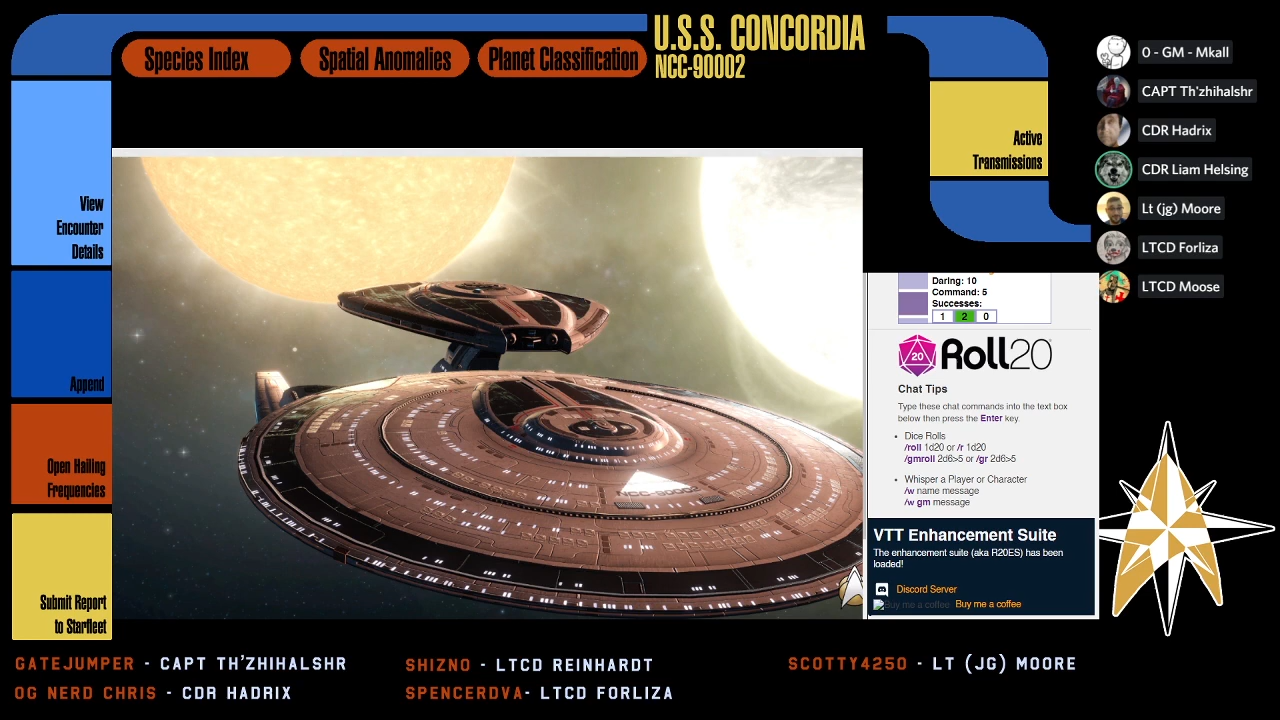 Species Index
Spatial Anomalies
Planet Classification
U.S.S. CONCORDIA
NCC-90002
View
Encounter
Details
Append
Open Hailing
Frequencies
Submit Report
to Starfleet
Active
Transmissions
0 - GM - Mkall
CAPT Th'zhihalshr
CDR Hadrix
CDR Liam Helsing
Lt (jg) Moore
LTCD Forliza
LTCD Moose
NCC-90002
Daring: 10
Command: 5
Successes:
1 2 0
20
Roll20
Chat Tips
Type these chat commands into the text box
below then press the Enter key.
• Dice Rolls
/roll 1d20 or /r 1d20
/gmroll 2d6>5 or /gr 2d6>5
• Whisper a Player or Character
/w name message
/w gm message
VTT Enhancement Suite
The enhancement suite (aka R20ES) has been
loaded!
Discord Server
Buy me a coffee Buy me a coffee
GATEJUMPER - CAPT TH'ZHIHALSHR
OG NERD CHRIS - CDR HADRIX
SHIZNO - LTCD REINHARDT
SPENCERDVA- LTCD FORLIZA
SCOTTY4250 - LT (JG) MOORE